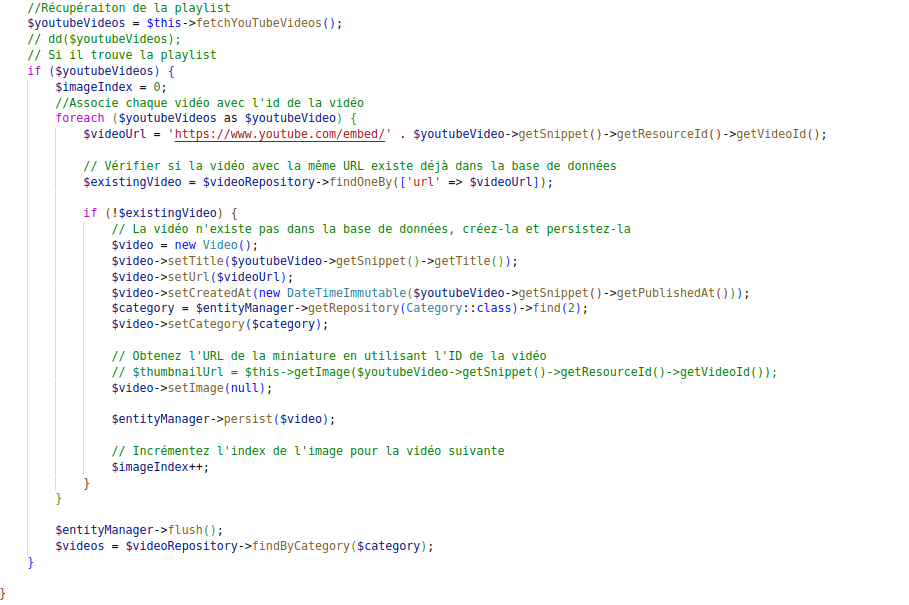 //Récupéraiton de la playlist
$youtubeVideos = $this->fetchYouTubeVideos();
// dd($youtubeVideos);
// Si il trouve la playlist
if ($youtubeVideos) {
$imageIndex = 0;
//Associe chaque vidéo avec l'id de la vidéo
foreach ($youtubeVideos as $youtubeVideo) {
$videoUrl = 'https://www.youtube.com/embed/' . $youtubeVideo->getSnippet()->getResourceId()->getVideoId();
// Vérifier si la vidéo avec la même URL existe déjà dans la base de données
$existingVideo = $videoRepository->findOneBy(['url' => $videoUrl]);
if (!$existingVideo) {
// La vidéo n'existe pas dans la base de données, créez-la et persistez-la
$video = new Video();
$video->setTitle($youtubeVideo->getSnippet()->getTitle());
$video->setUrl($videoUrl);
$video->setCreatedAt(new DateTimeImmutable($youtubeVideo->getSnippet()->getPublishedAt()));
$category = $entityManager->getRepository(Category::class)->find(2);
$video->setCategory($category);
// Obtenez l'URL de la miniature en utilisant l'ID de la vidéo
// $thumbnailUrl = $this->getImage($youtubeVideo->getSnippet()->getResourceId()->getVideoId());
$video->setImage(null);
$entityManager->persist($video);
// Incrémentez l'index de l'image pour la vidéo suivante
$imageIndex++;
}
}
$entityManager->flush();
$videos = $videoRepository->findByCategory($category);
}
}